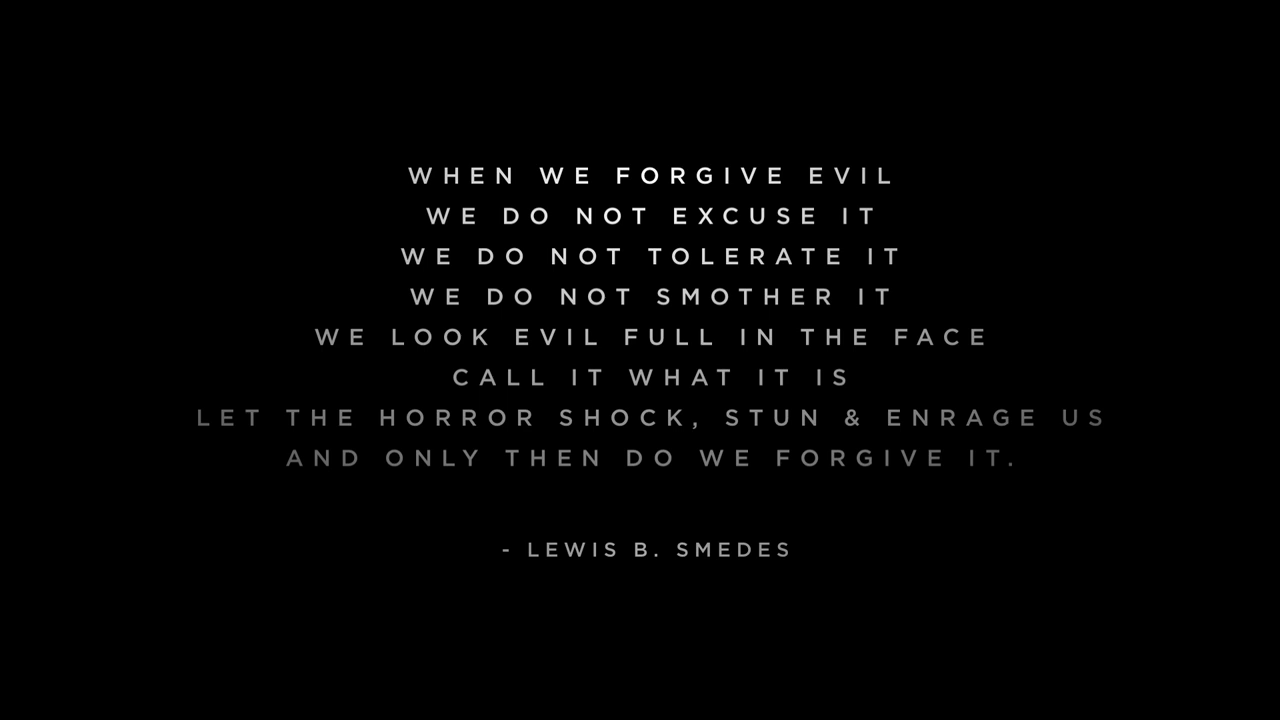 WHEN WE FORGIVE EVIL
WE DO NOT EXCUSE IT
WE DO NOT TOLERATE IT
WE DO NOT SMOTHER IT
WE LOOK EVIL FULL IN THE FACE
CALL IT WHAT IT IS
LET THE HORROR SHOCK, STUN & ENRAGE US
AND ONLY THEN DO WE FORGIVE IT.
- LEWIS B. SMEDES